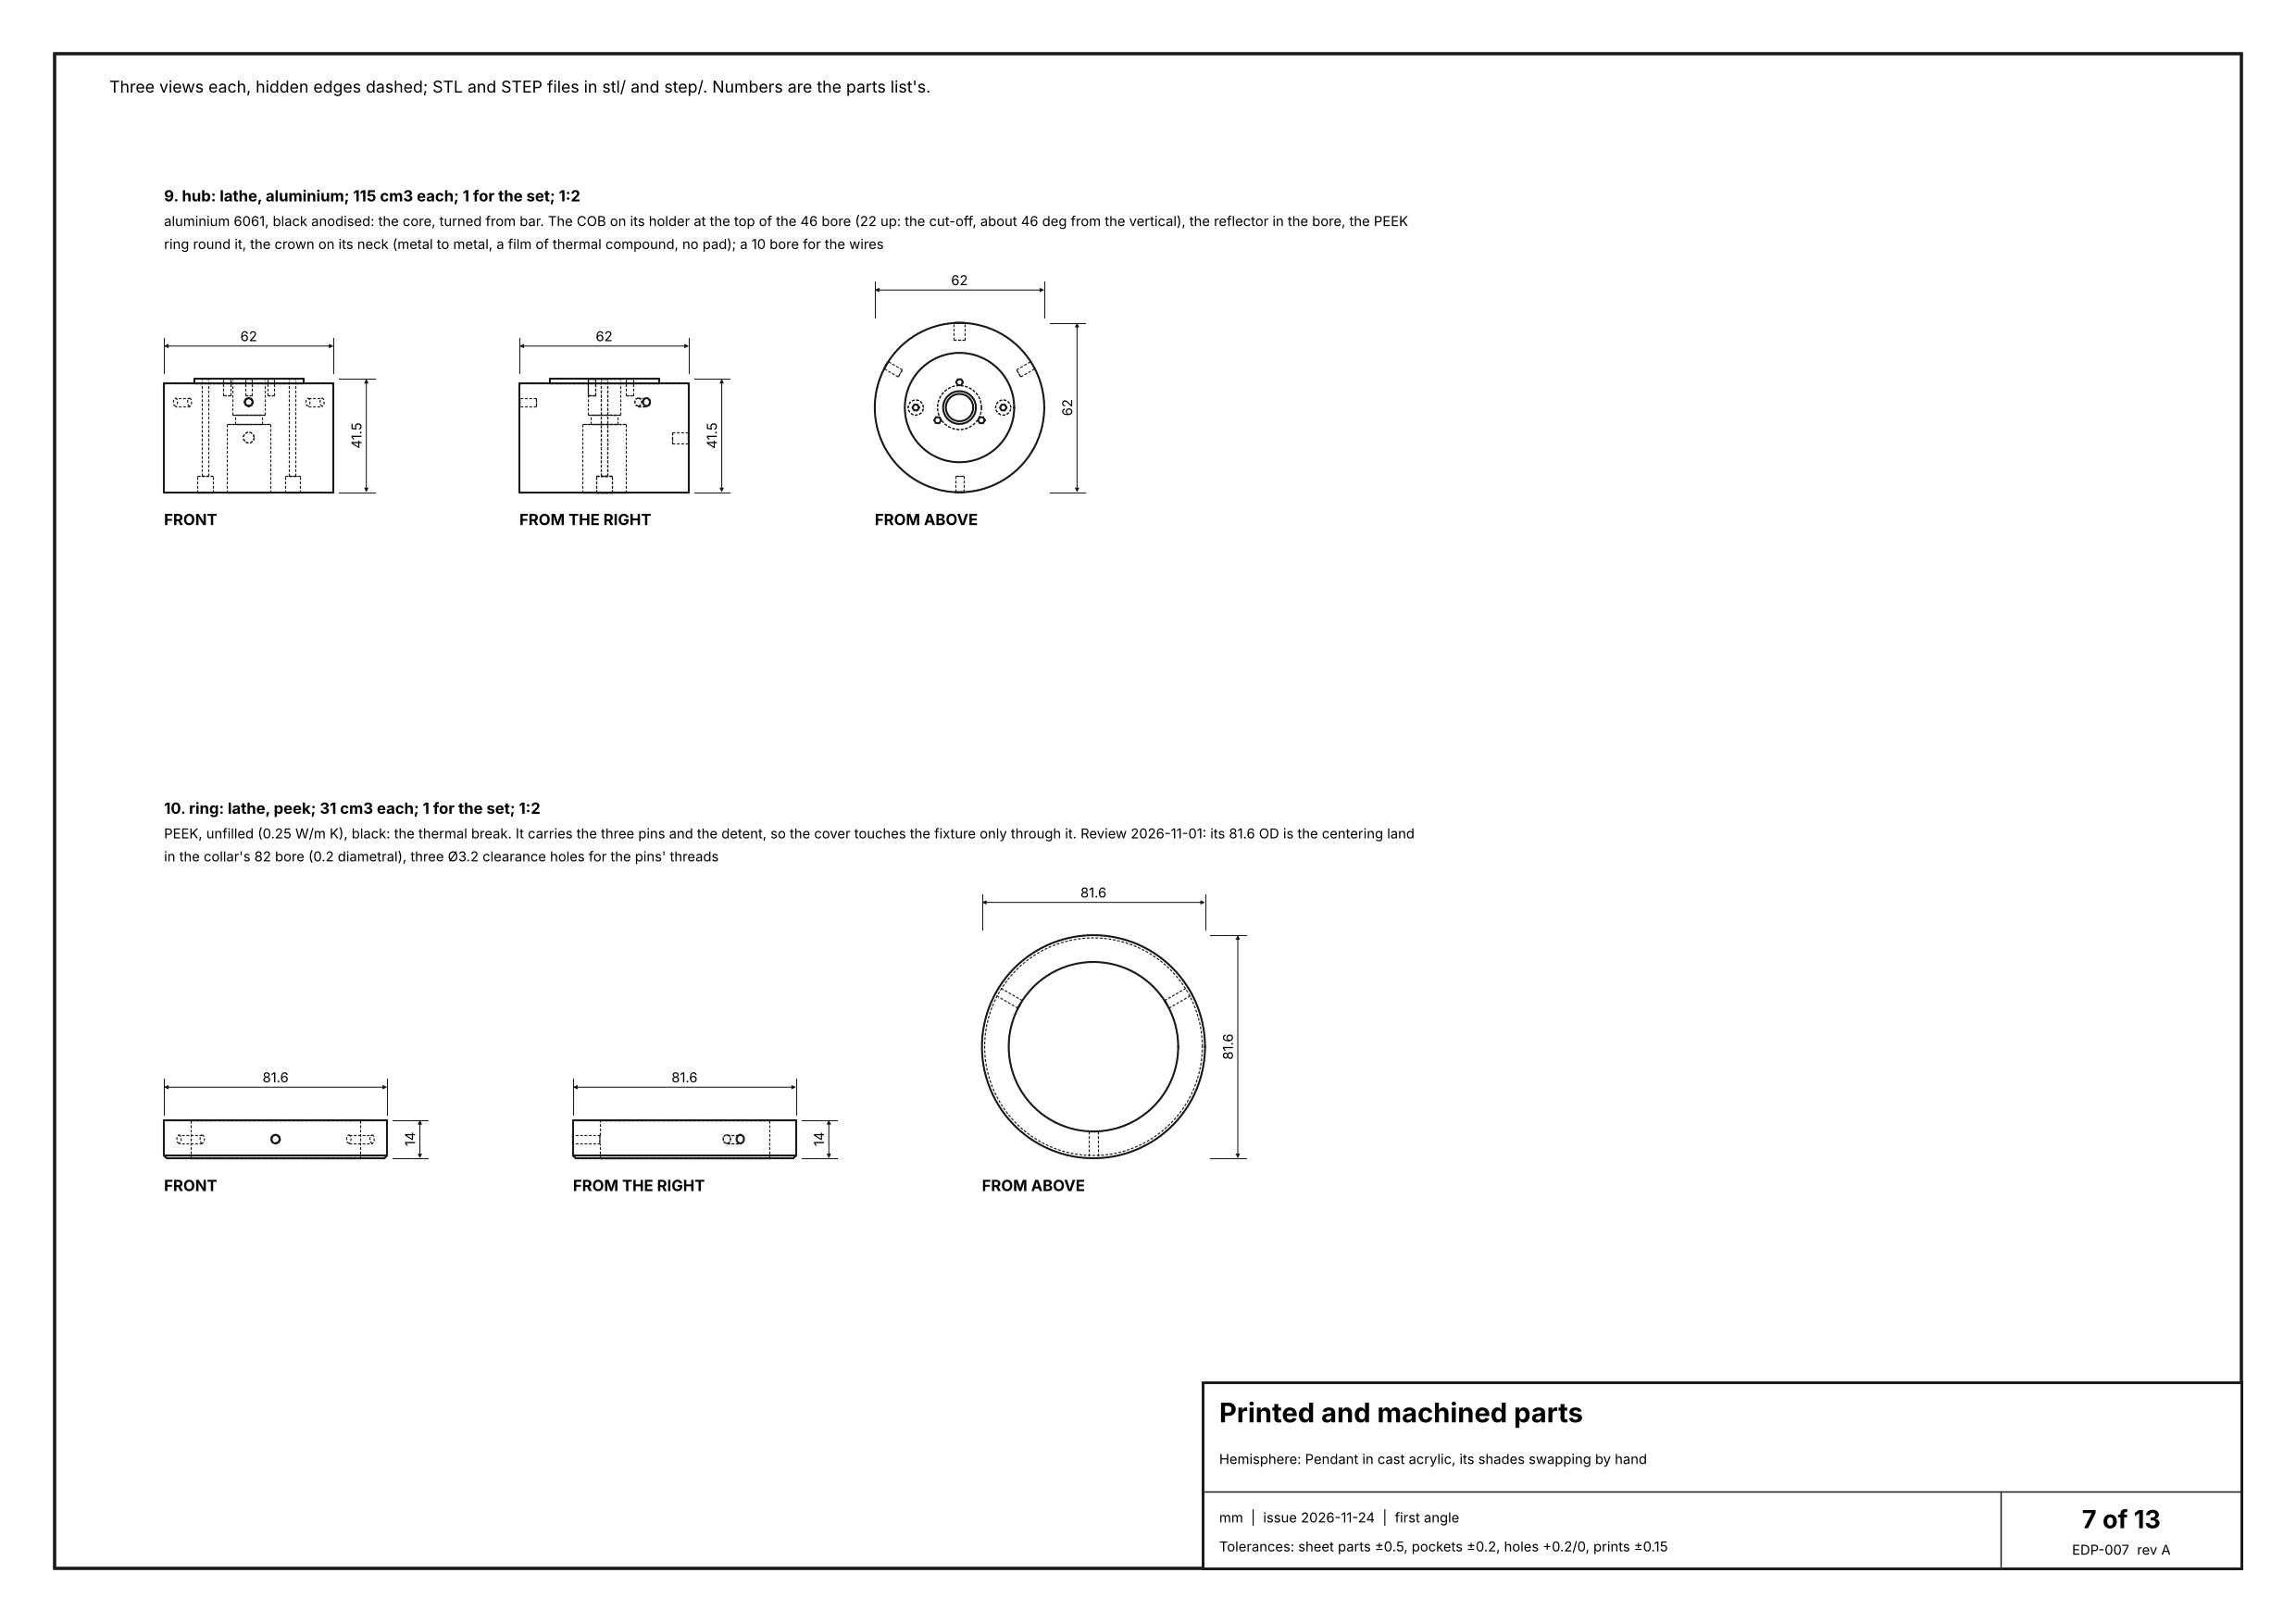 Three views each, hidden edges dashed; STL and STEP files in stl/ and step/. Numbers are the parts list's.
9. hub: lathe, aluminium; 115 cm3 each; 1 for the set; 1:2
aluminium 6061, black anodised: the core, turned from bar. The COB on its holder at the top of the 46 bore (22 up: the cut-off, about 46 deg from the vertical), the reflector in the bore, the PEEK
ring round it, the crown on its neck (metal to metal, a film of thermal compound, no pad); a 10 bore for the wires
62
41.5
FRONT
62
41.5
FROM THE RIGHT
62
62
FROM ABOVE
10. ring: lathe, peek; 31 cm3 each; 1 for the set; 1:2
PEEK, unfilled (0.25 W/m K), black: the thermal break. It carries the three pins and the detent, so the cover touches the fixture only through it. Review 2026-11-01: its 81.6 OD is the centering land
in the collar's 82 bore (0.2 diametral), three Ø3.2 clearance holes for the pins' threads
81.6
14
FRONT
81.6
14
FROM THE RIGHT
81.6
81.6
FROM ABOVE
Printed and machined parts
Hemisphere: Pendant in cast acrylic, its shades swapping by hand
mm | issue 2026-11-24 | first angle
Tolerances: sheet parts ±0.5, pockets ±0.2, holes +0.2/0, prints ±0.15
7 of 13
EDP-007 rev A